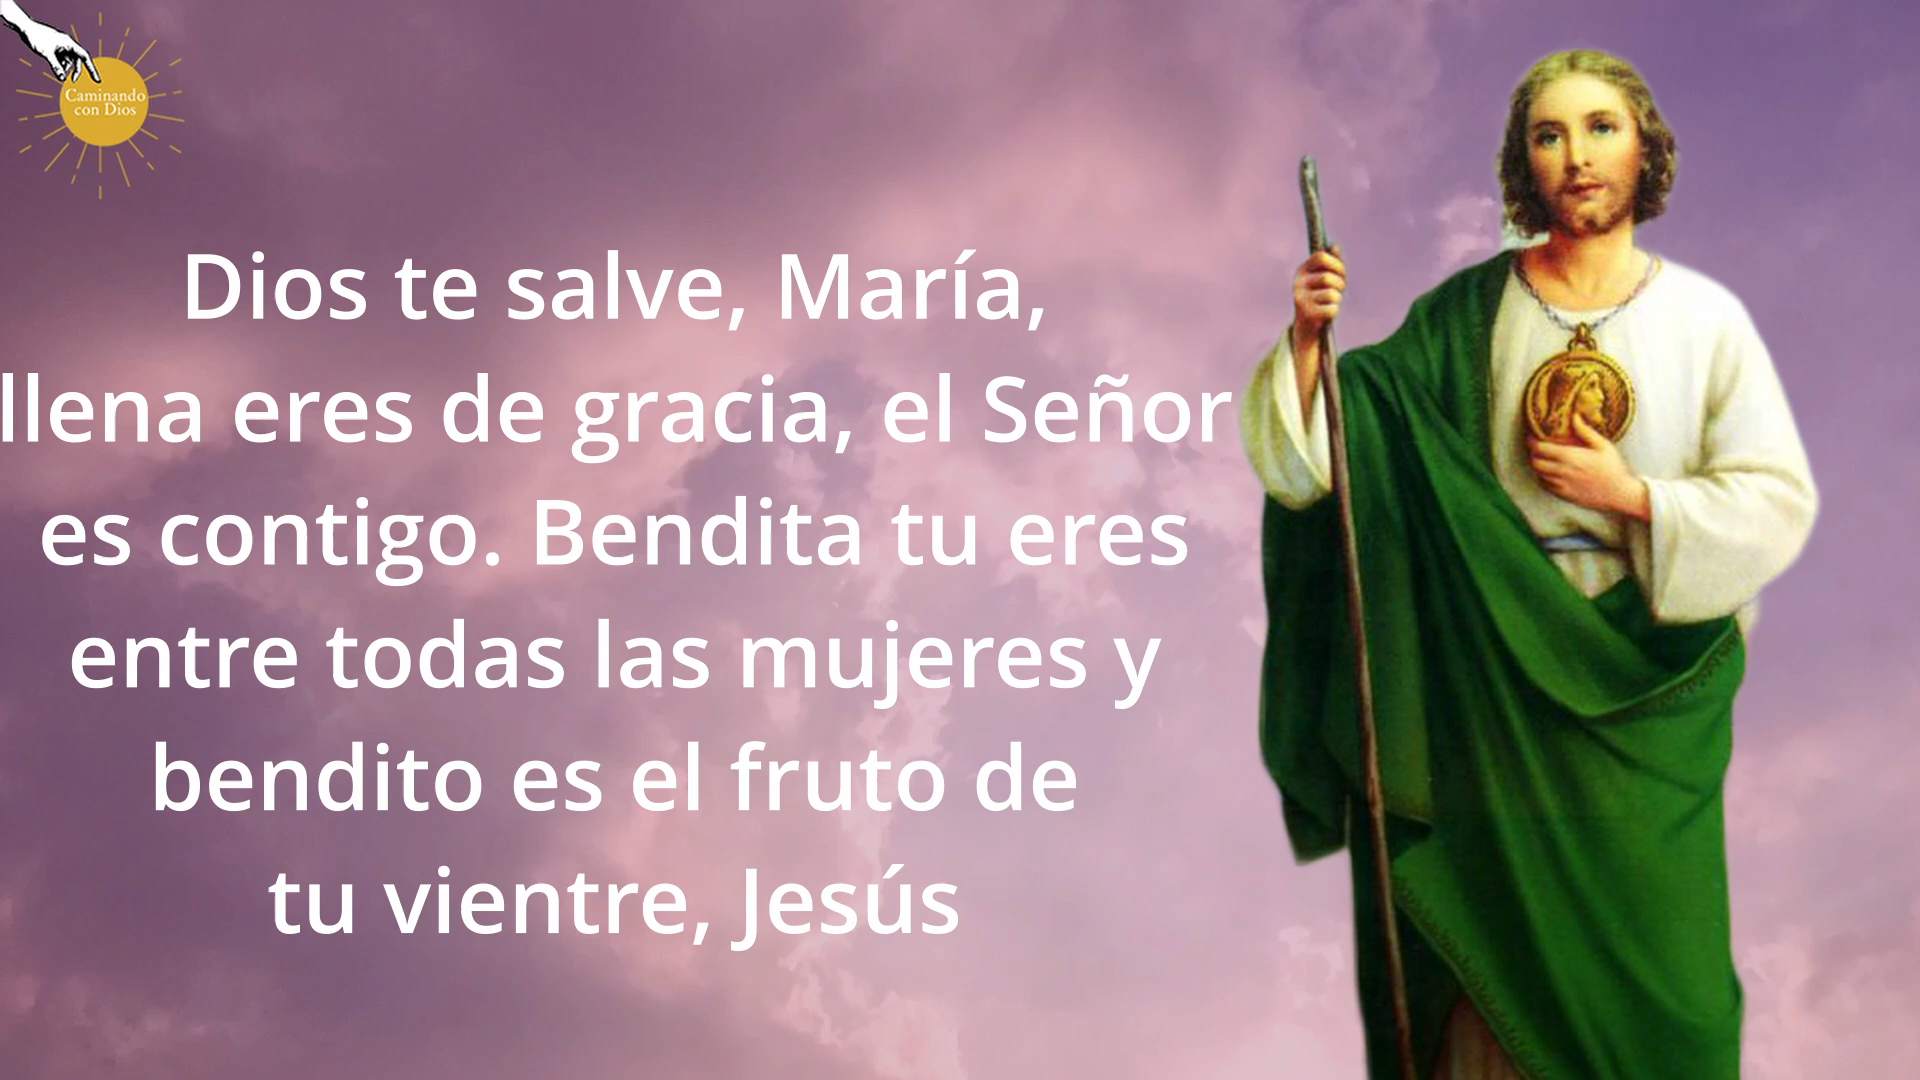 Caminando
con Dios
Dios te salve, María,
llena eres de gracia, el Señor
es contigo. Bendita tu eres
entre todas las mujeres y
bendito es el fruto de
tu vientre, Jesús